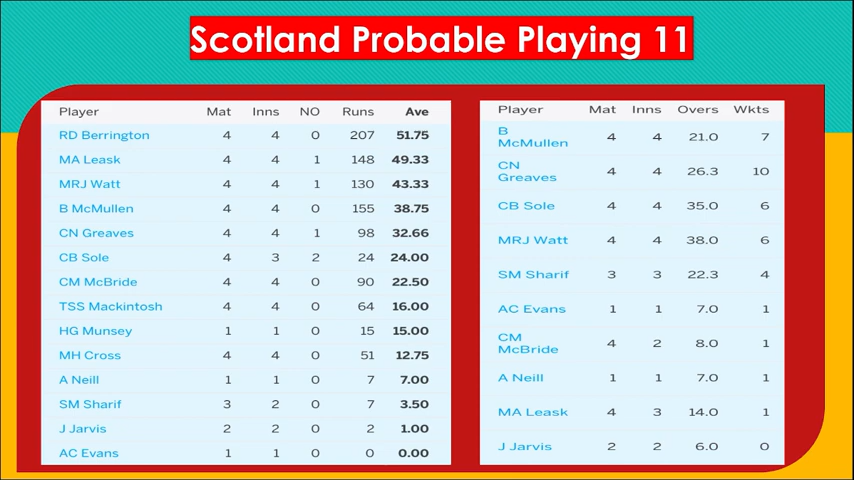 Scotland Probable Playing 11
Player Mat Inns NO Runs Ave
RD Berrington 4 4 0 207 51.75
MA Leask 4 4 1 148 49.33
MRJ Watt 4 4 1 130 43.33
B McMullen 4 4 0 155 38.75
CN Greaves 4 4 1 98 32.66
CB Sole 4 3 2 24 24.00
CM McBride 4 4 0 90 22.50
TSS Mackintosh 4 4 0 64 16.00
HG Munsey 1 1 0 15 15.00
MH Cross 4 4 0 51 12.75
A Neill 1 1 0 7 7.00
SM Sharif 3 2 0 7 3.50
J Jarvis 2 2 0 2 1.00
AC Evans 1 1 0 0 0.00
Player Mat Inns Overs Wkts
B
McMullen 4 4 21.0 7
CN
Greaves 4 4 26.3 10
CB Sole 4 4 35.0 6
MRJ Watt 4 4 38.0 6
SM Sharif 3 3 22.3 4
AC Evans 1 1 7.0 1
CM
McBride 4 2 8.0 1
A Neill 1 1 7.0 1
MA Leask 4 3 14.0 1
J Jarvis 2 2 6.0 0